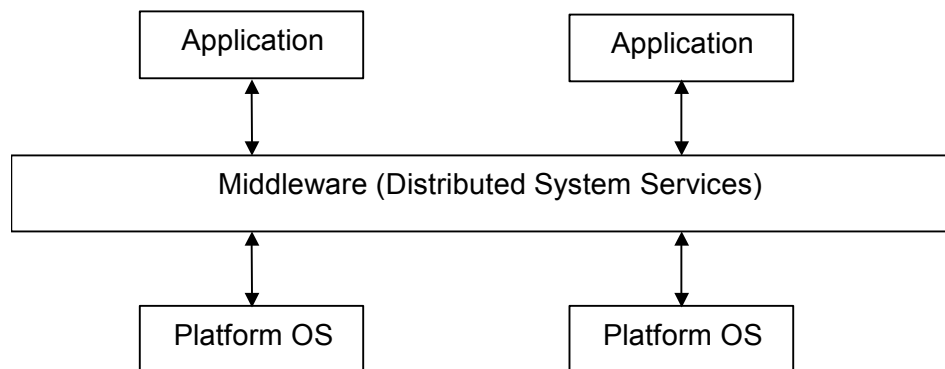 Application
Application
Middleware (Distributed System Services)
Platform OS
Platform OS